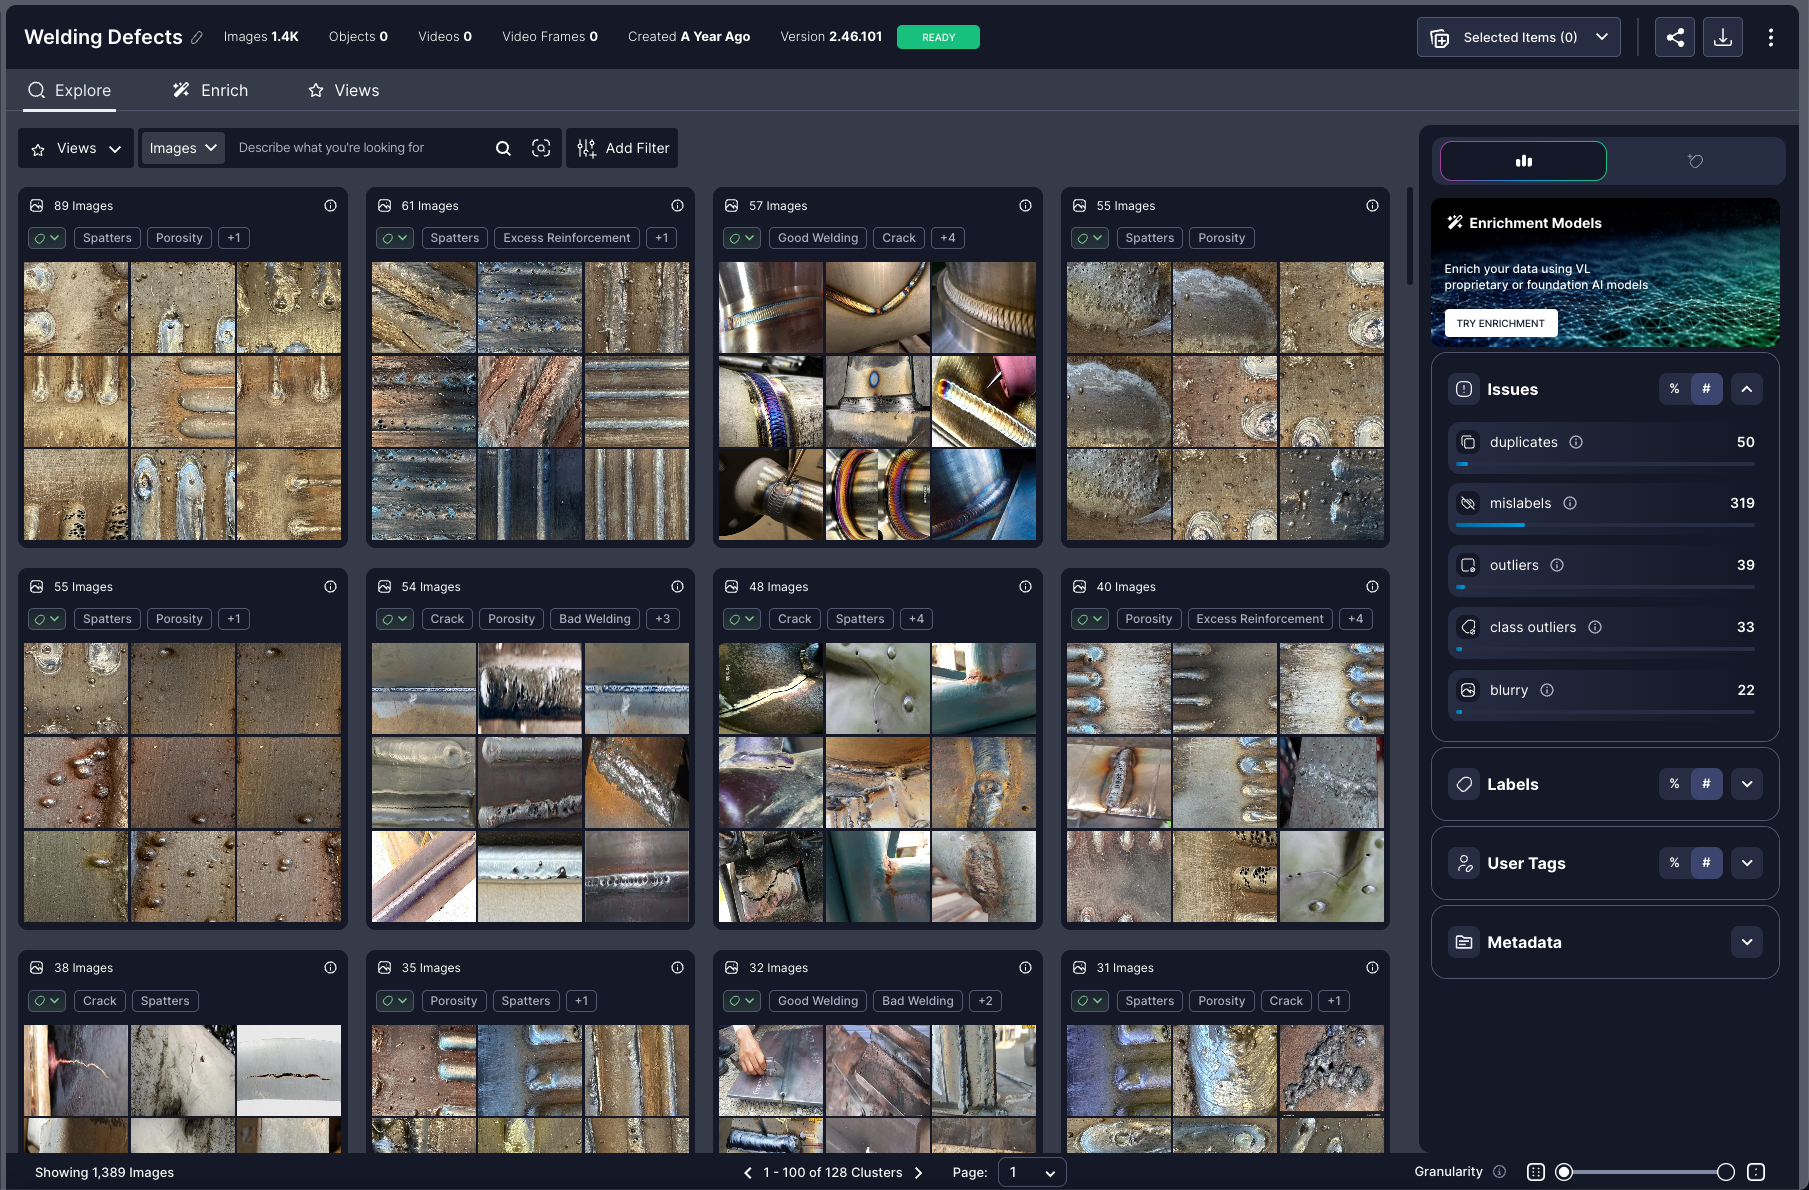 Welding Defects Images 1.4K Objects 0 Videos 0 Video Frames 0 Created A Year Ago Version 2.46.101 READY Selected Items (0)
Explore Enrich Views
Views Images Describe what you're looking for Add Filter
89 Images
Spatters Porosity +1
61 Images
Spatters Excess Reinforcement +1
57 Images
Good Welding Crack +4
55 Images
Spatters Porosity
55 Images
Spatters Porosity +1
54 Images
Crack Porosity Bad Welding +3
48 Images
Crack Spatters +4
40 Images
Porosity Excess Reinforcement +4
38 Images
Crack Spatters
35 Images
Porosity Spatters +1
32 Images
Good Welding Bad Welding +2
31 Images
Spatters Porosity Crack +1
Enrichment Models
Enrich your data using VL
proprietary or foundation AI models
TRY ENRICHMENT
Issues % #
duplicates 50
mislabels 319
outliers 39
class outliers 33
blurry 22
Labels % #
User Tags % #
Metadata
Showing 1,389 Images 1 - 100 of 128 Clusters Page: 1 Granularity